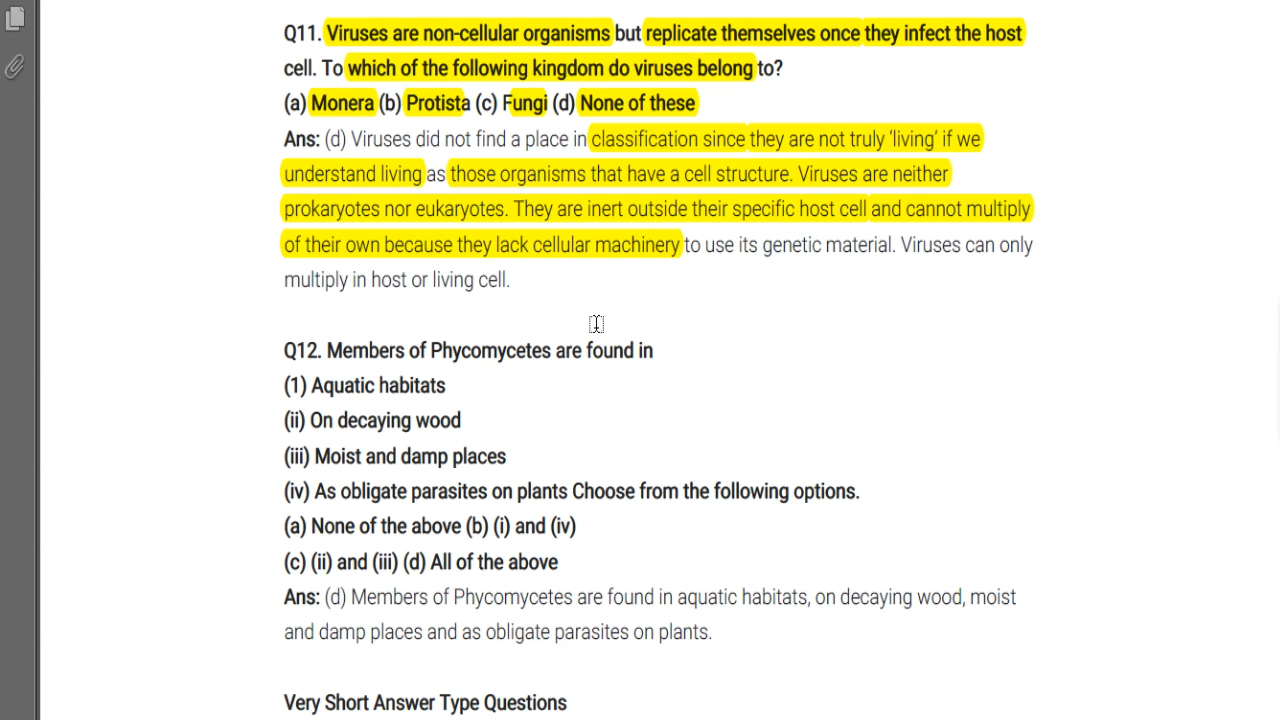 Q11. Viruses are non-cellular organisms but replicate themselves once they infect the host
cell. To which of the following kingdom do viruses belong to?
(a) Monera (b) Protista (c) Fungi (d) None of these
Ans: (d) Viruses did not find a place in classification since they are not truly ‘living’ if we
understand living as those organisms that have a cell structure. Viruses are neither
prokaryotes nor eukaryotes. They are inert outside their specific host cell and cannot multiply
of their own because they lack cellular machinery to use its genetic material. Viruses can only
multiply in host or living cell.
Q12. Members of Phycomycetes are found in
(1) Aquatic habitats
(ii) On decaying wood
(iii) Moist and damp places
(iv) As obligate parasites on plants Choose from the following options.
(a) None of the above (b) (i) and (iv)
(c) (ii) and (iii) (d) All of the above
Ans: (d) Members of Phycomycetes are found in aquatic habitats, on decaying wood, moist
and damp places and as obligate parasites on plants.
Very Short Answer Type Questions